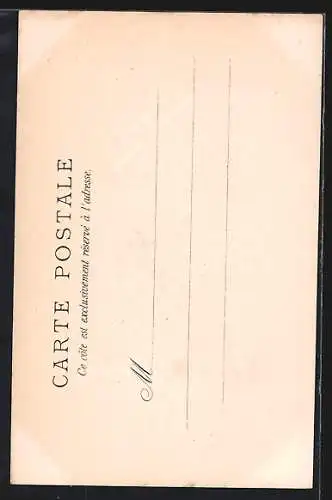 CARTE POSTALE
Ce côté est exclusivement réservé à l'adresse.
M